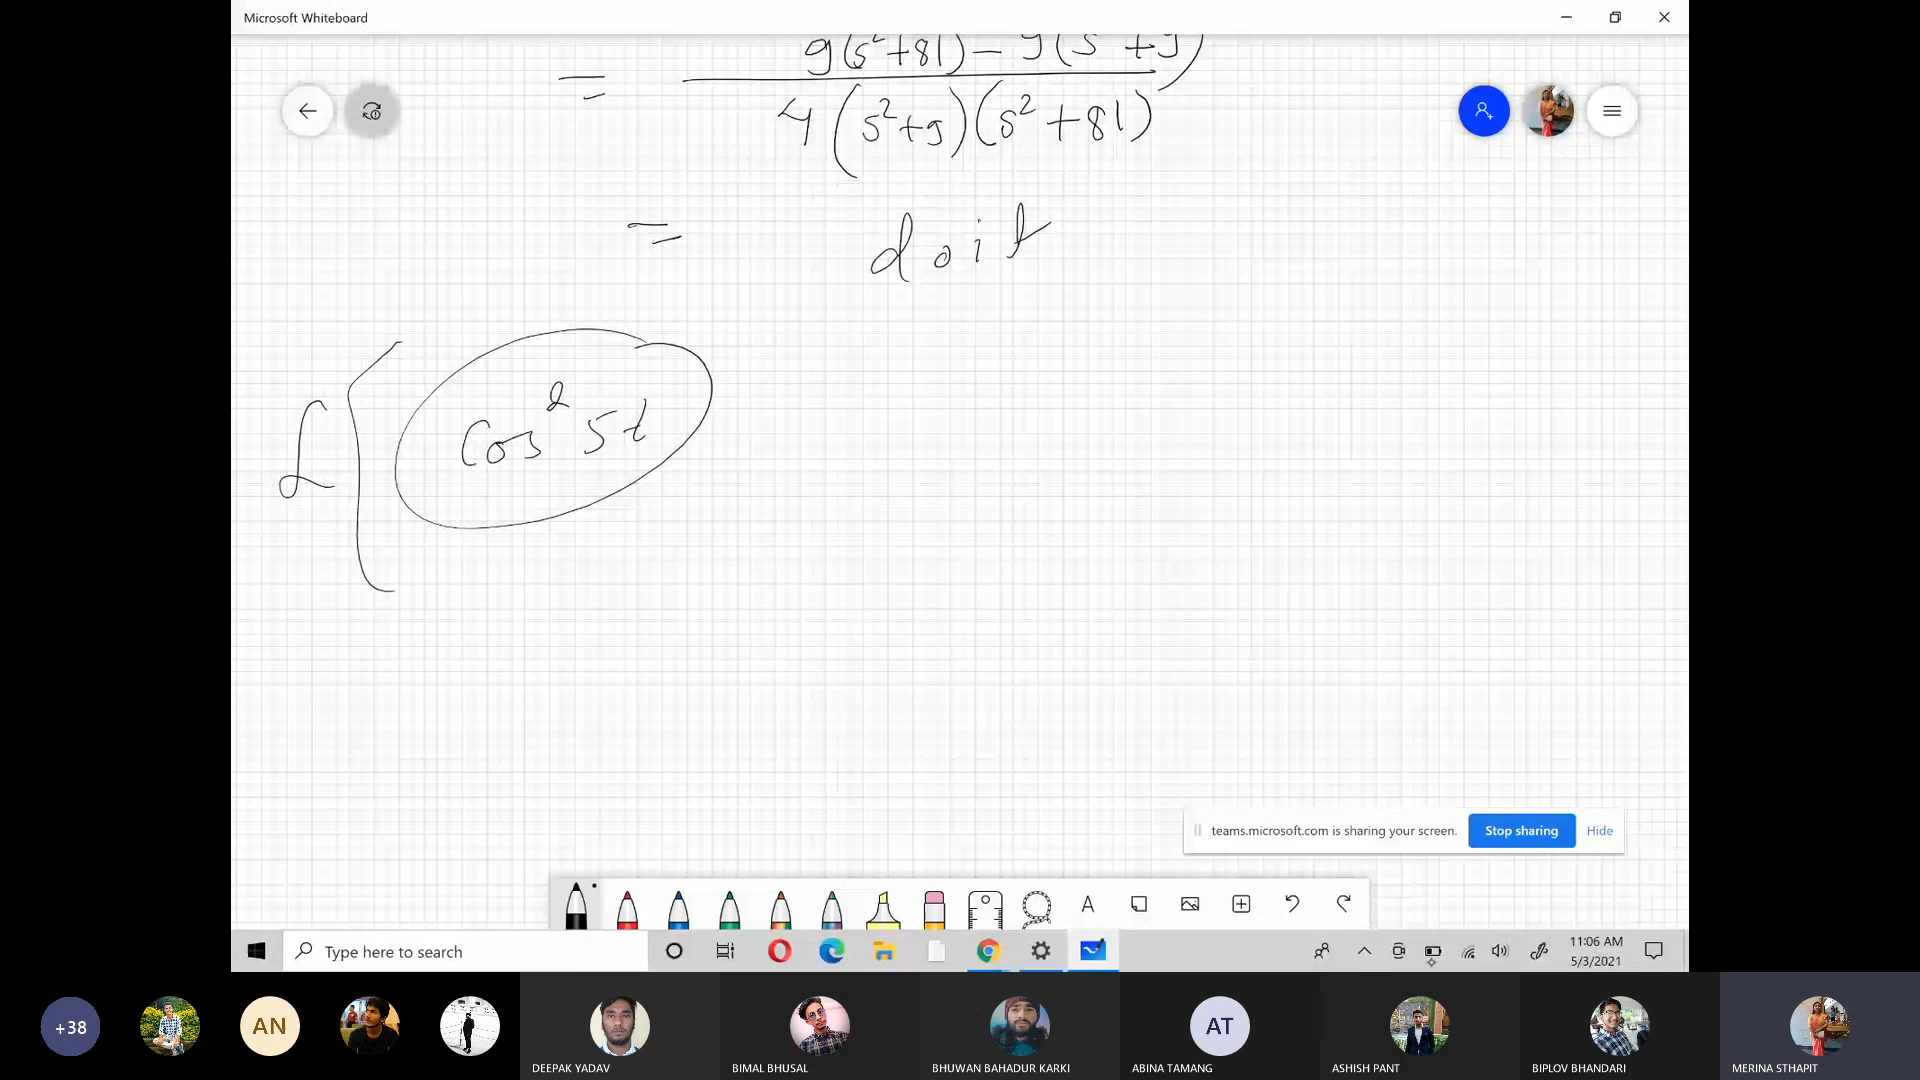 Microsoft Whiteboard
= 9(s²+81) - 9(s²+9)
4(s²+9)(s²+81)
= do it
L{ Cos² 5t
teams.microsoft.com is sharing your screen. Stop sharing Hide
A
Type here to search
11:06 AM
5/3/2021
+38
AN
AT
DEEPAK YADAV
BIMAL BHUSAL
BHUWAN BAHADUR KARKI
ABINA TAMANG
ASHISH PANT
BIPLOV BHANDARI
MERINA STHAPIT